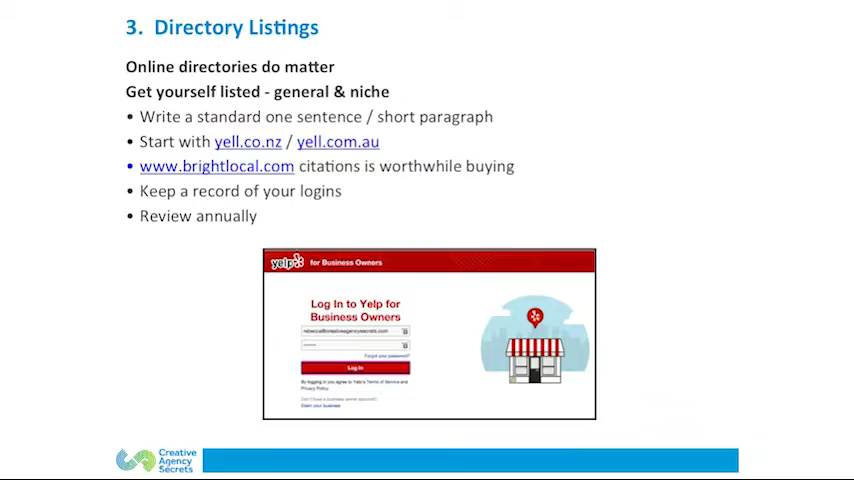 3. Directory Listings
Online directories do matter
Get yourself listed - general & niche
• Write a standard one sentence / short paragraph
• Start with yell.co.nz / yell.com.au
• www.brightlocal.com citations is worthwhile buying
• Keep a record of your logins
• Review annually
yelp for Business Owners
Log In to Yelp for
Business Owners
rebecca@creativeagencysecrets.com
Forgot your password?
Log In
By logging in you agree to Yelp's Terms of Service and
Privacy Policy.
Don't have a business owner account?
Claim your business
Creative
Agency
Secrets